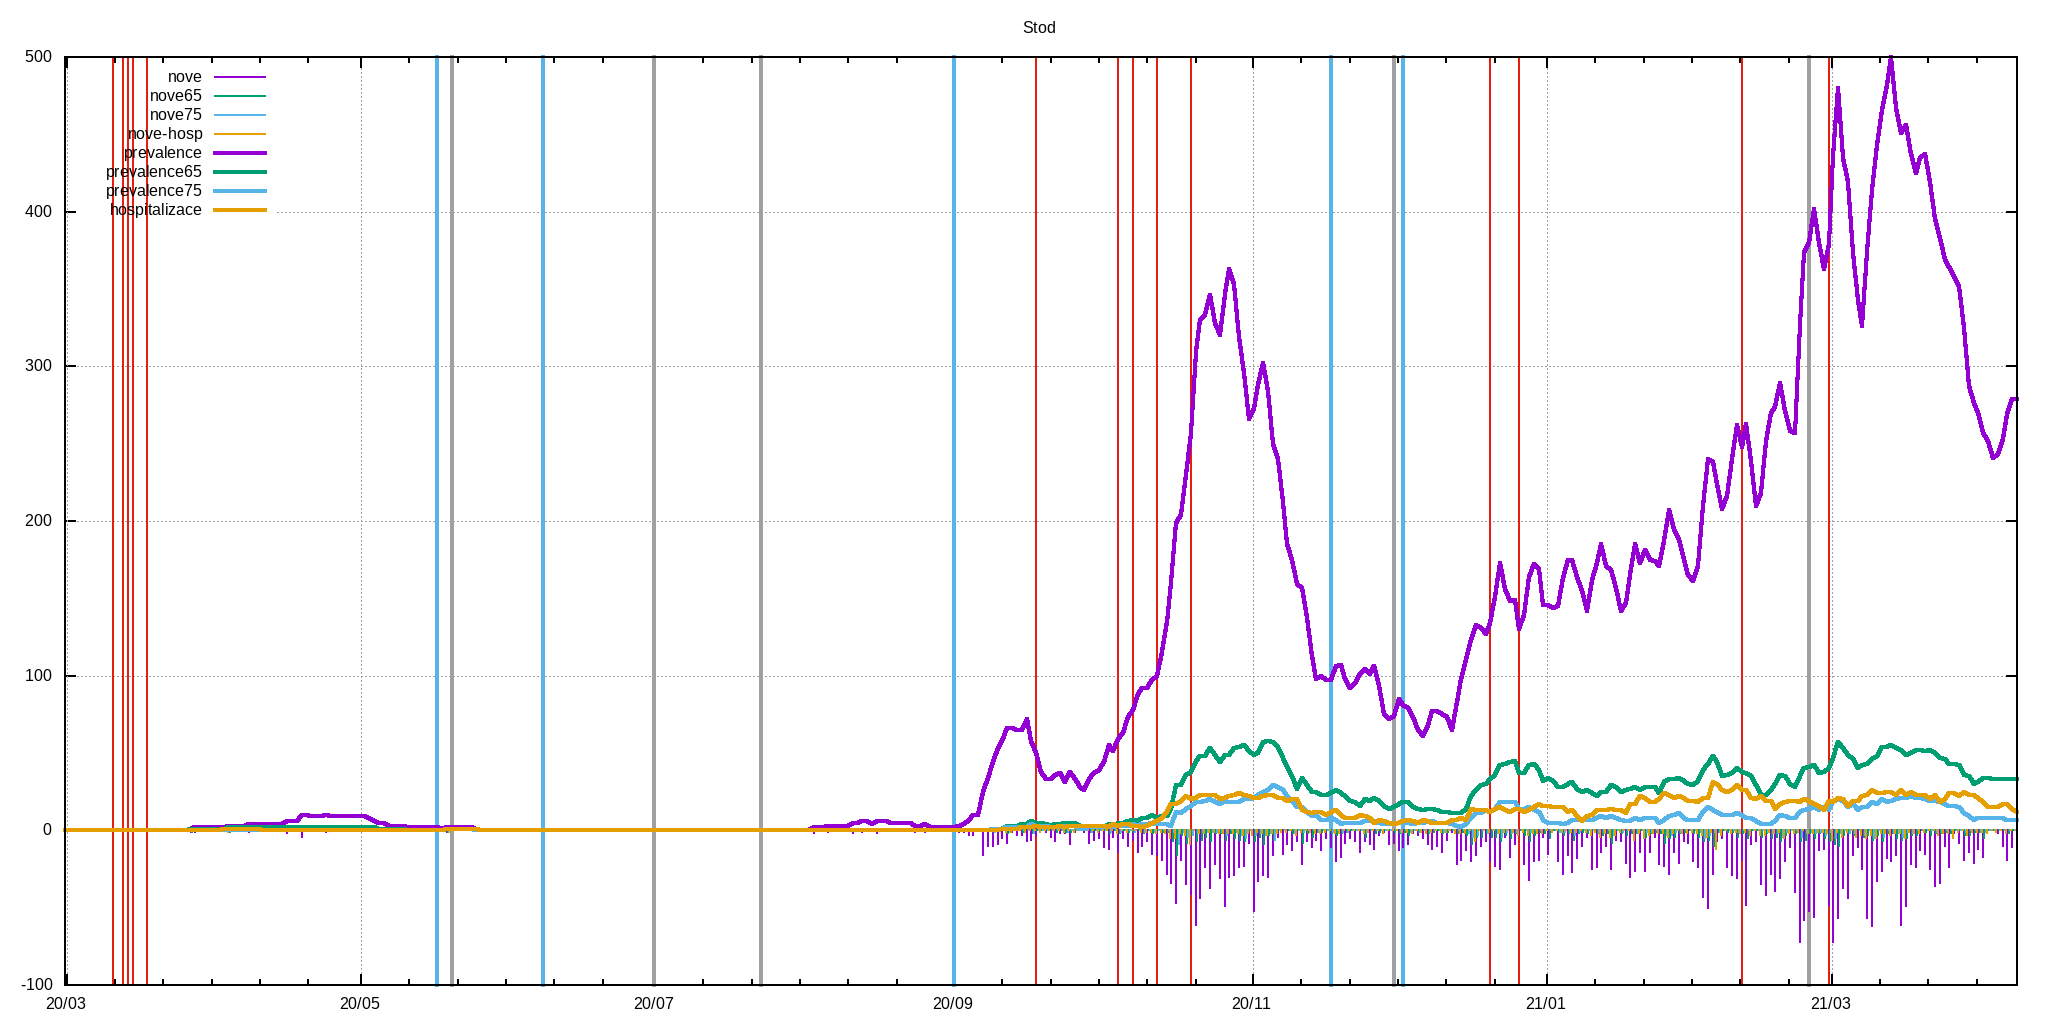 Stod
500
nove
nove65
nove75
nove-hosp
prevalence
prevalence65
prevalence75
hospitalizace
400
300
200
100
0
-100
20/03 20/05 20/07 20/09 20/11 21/01 21/03